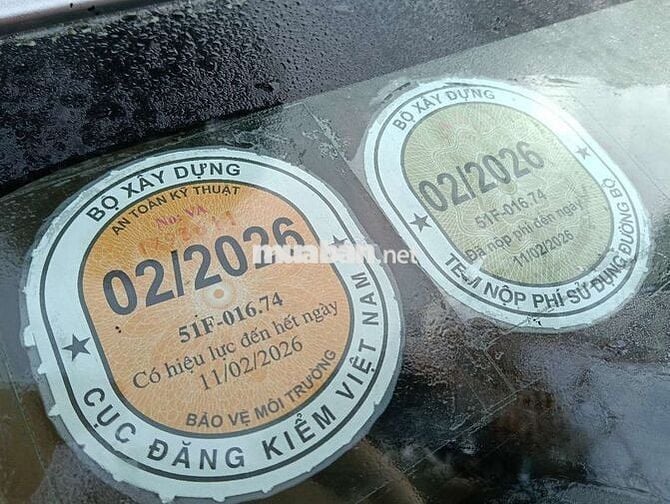 BỘ XÂY DỰNG
AN TOÀN KỸ THUẬT
No: VA
02/2026
51F-016.74
Có hiệu lực đến hết ngày
11/02/2026
BẢO VỆ MÔI TRƯỜNG
CỤC ĐĂNG KIỂM VIỆT NAM
BỘ XÂY DỰNG
02/2026
51F-016.74
Đã nộp phí đến ngày
11/02/2026
TEM NỘP PHÍ SỬ DỤNG ĐƯỜNG BỘ
muaban.net